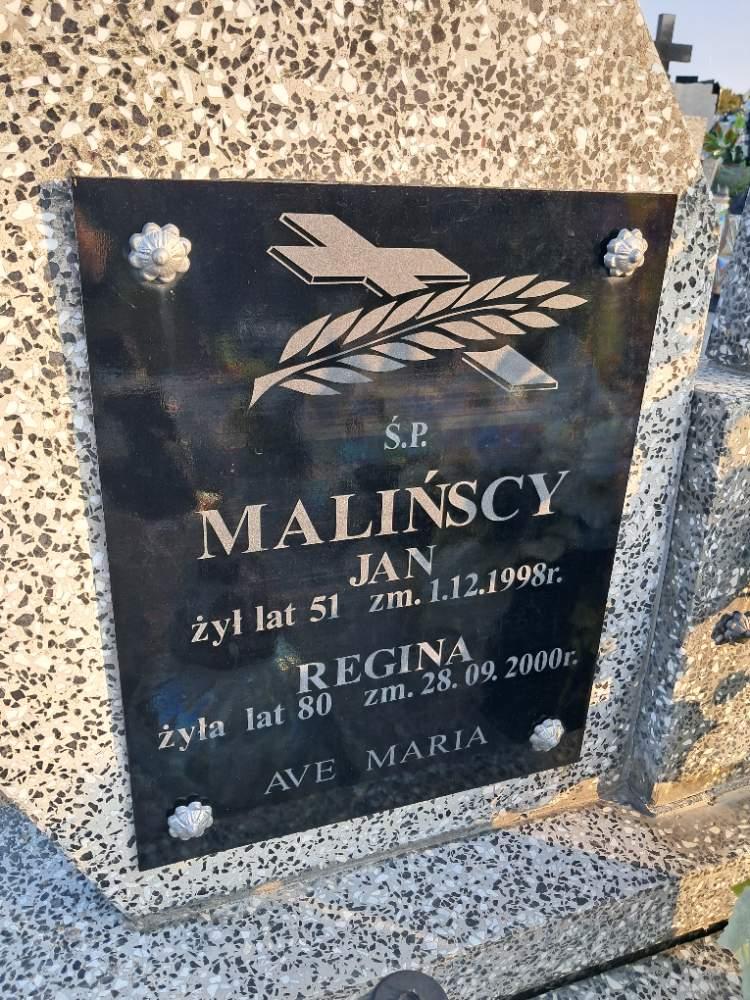 Ś.P.
MALIŃSCY
JAN
żył lat 51 zm. 1.12.1998r.
REGINA
żyła lat 80 zm. 28.09.2000r.
AVE MARIA